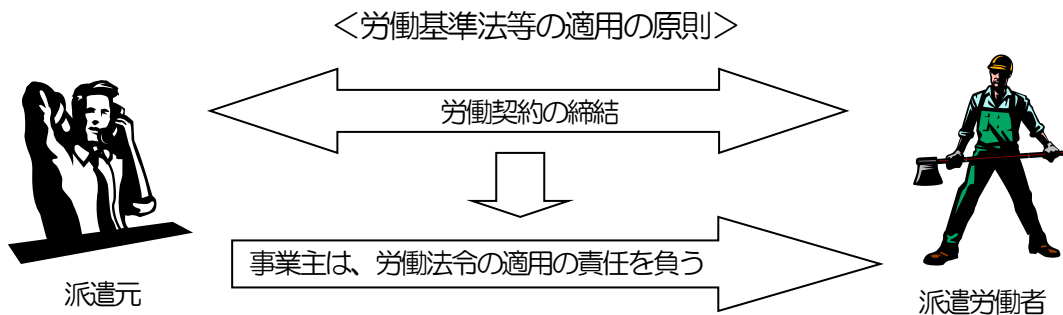 ＜労働基準法等の適用の原則＞
労働契約の締結
事業主は、労働法令の適用の責任を負う
派遣元
派遣労働者